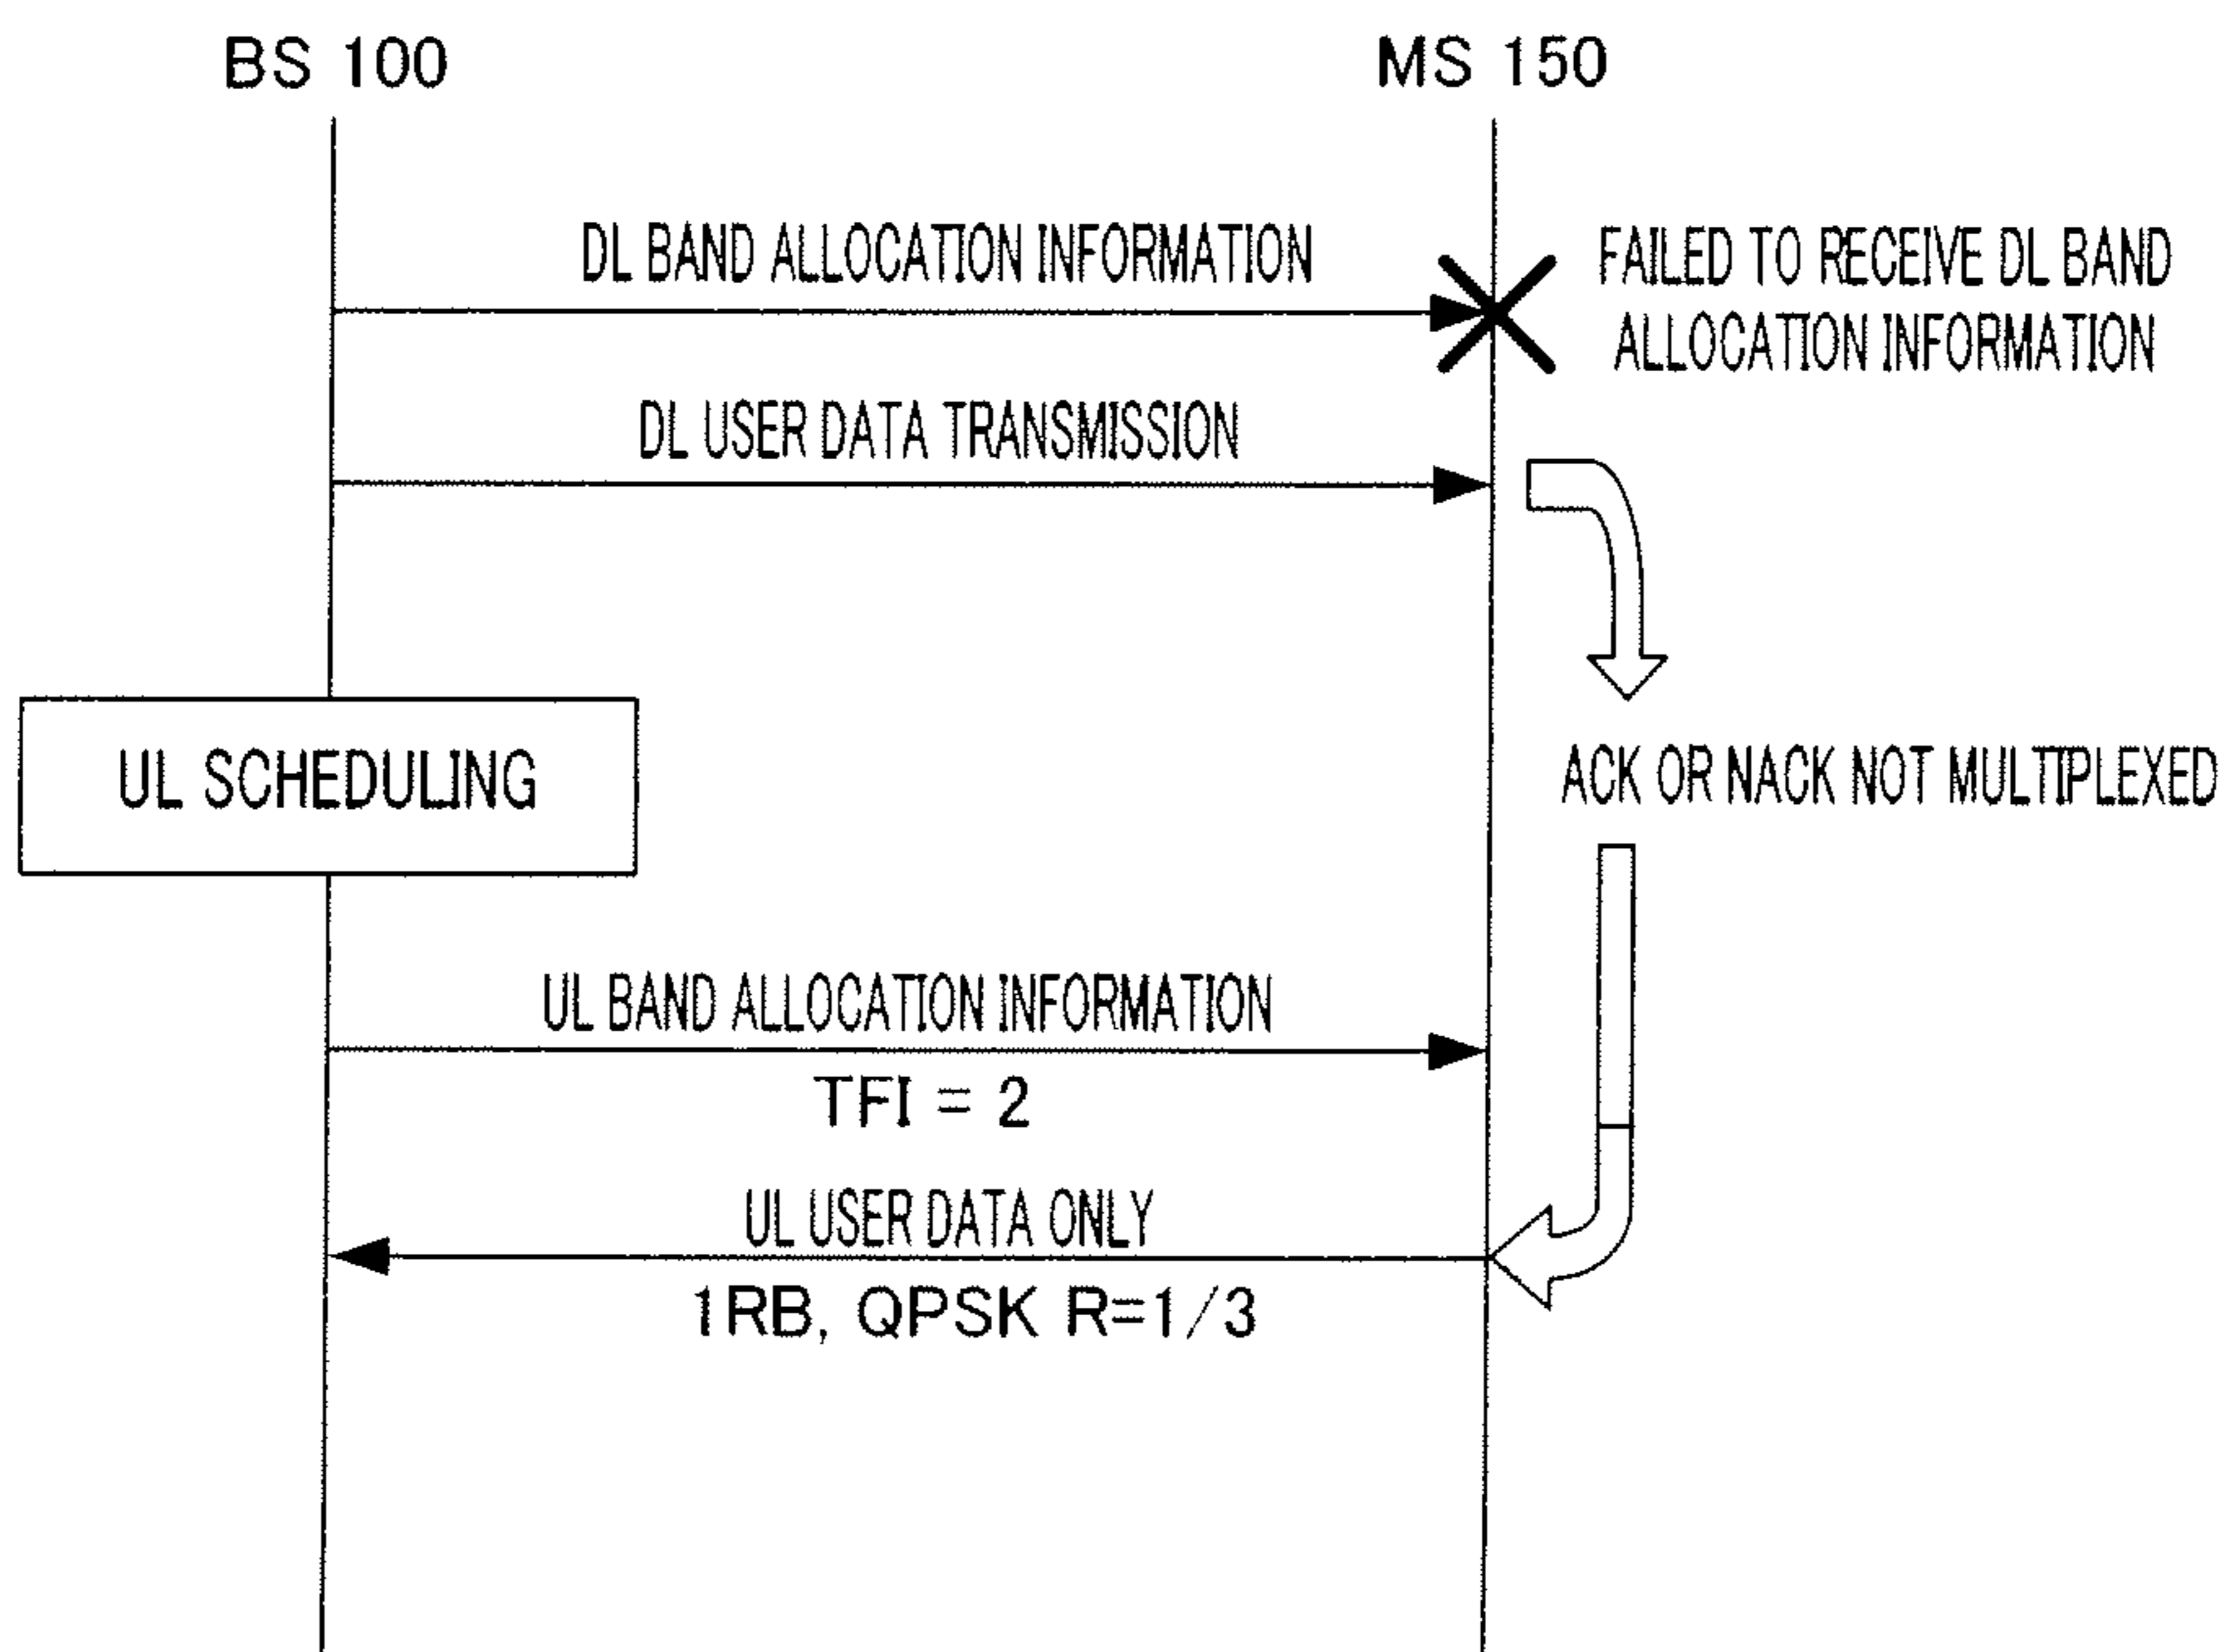 BS 100
MS 150
DL BAND ALLOCATION INFORMATION
FAILED TO RECEIVE DL BAND
ALLOCATION INFORMATION
DL USER DATA TRANSMISSION
UL SCHEDULING
ACK OR NACK NOT MULTIPLEXED
UL BAND ALLOCATION INFORMATION
TFI = 2
UL USER DATA ONLY
1RB, QPSK R=1/3